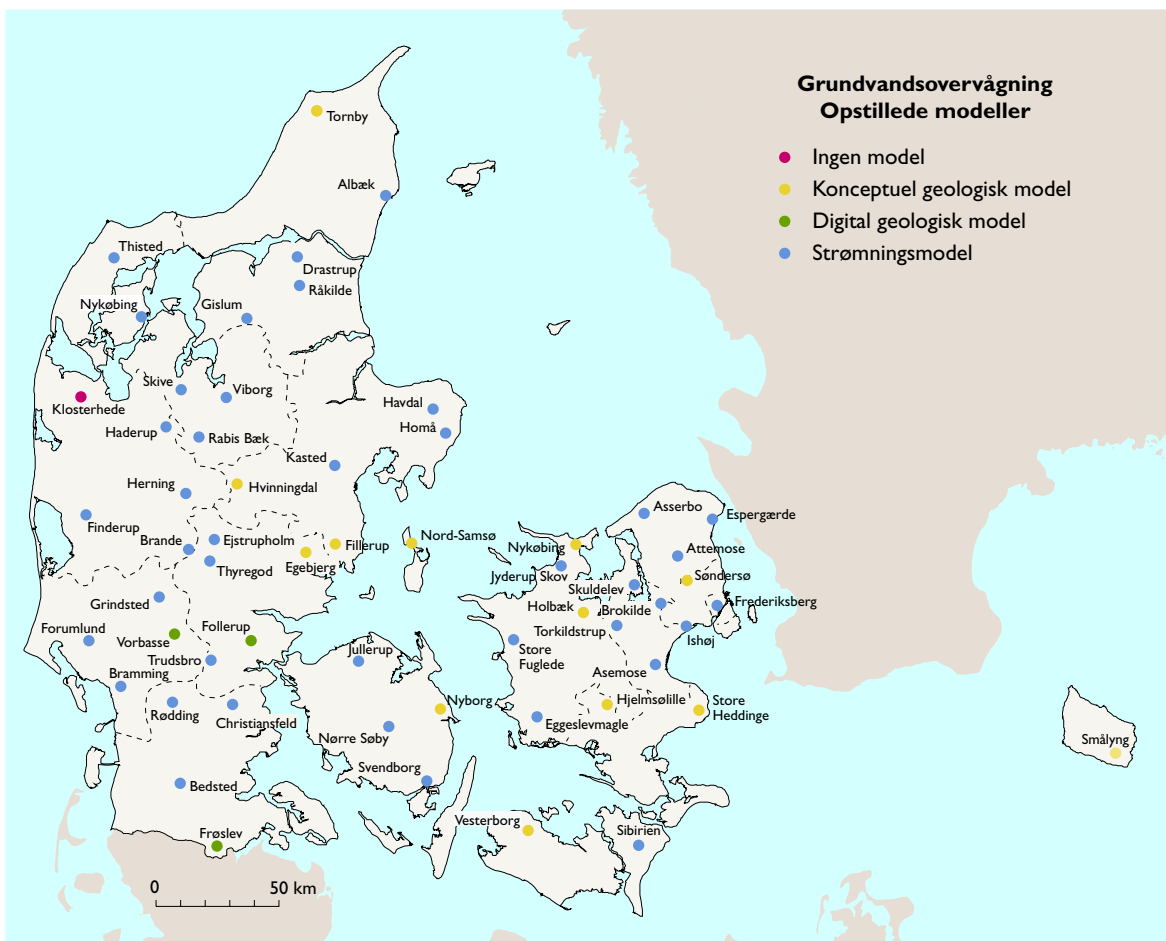 Grundvandsovervågning
Opstillede modeller
Ingen model
Konceptuel geologisk model
Digital geologisk model
Strømningsmodel
Tornby
Albæk
Thisted
Drastrup
Råkilde
Nykøbing
Gislum
Skive
Viborg
Klosterhede
Havdal
Haderup
Homå
Rabis Bæk
Kasted
Herning
Hvinningdal
Finderup
Brande
Ejstrupholm
Egebjerg
Fillerup
Nord-Samsø
Thyregod
Nykøbing
Jyderup Skov
Asserbo
Espergærde
Attemose
Søndersø
Skuldelev
Grindsted
Holbæk
Brokilde
Frederiksberg
Forumlund
Vorbasse
Follerup
Torkildstrup
Ishøj
Store
Fuglede
Trudsbro
Jullerup
Asemose
Bramming
Rødding
Christiansfeld
Nyborg
Hjelmsølille
Store
Heddinge
Nørre Søby
Eggeslevmagle
Smålyng
Svendborg
Bedsted
Vesterborg
Sibirien
Frøslev
0 50 km